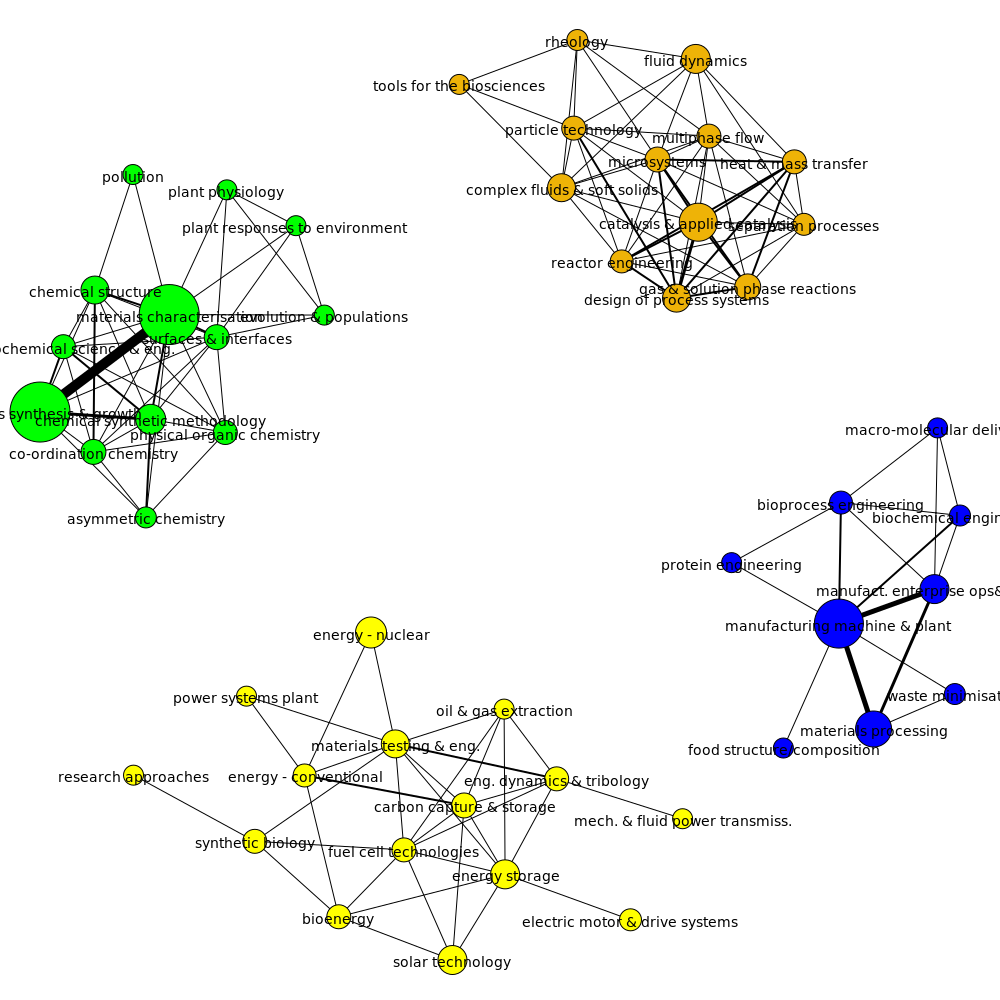 rheology
fluid dynamics
tools for the biosciences
particle technology
multiphase flow
microsystems
heat & mass transfer
complex fluids & soft solids
catalysis & applied catalysis
separation processes
reactor engineering
gas & solution phase reactions
design of process systems
pollution
plant physiology
plant responses to environment
chemical structure
materials characterisation
evolution & populations
surfaces & interfaces
ochemical science & eng.
s synthesis & growth
chemical synthetic methodology
physical organic chemistry
co-ordination chemistry
asymmetric chemistry
macro-molecular deli
bioprocess engineering
biochemical engin
protein engineering
manufact. enterprise ops&
manufacturing machine & plant
waste minimisat
materials processing
food structure/composition
energy - nuclear
power systems plant
oil & gas extraction
materials testing & eng.
research approaches
energy - conventional
eng. dynamics & tribology
carbon capture & storage
mech. & fluid power transmiss.
synthetic biology
fuel cell technologies
energy storage
bioenergy
electric motor & drive systems
solar technology